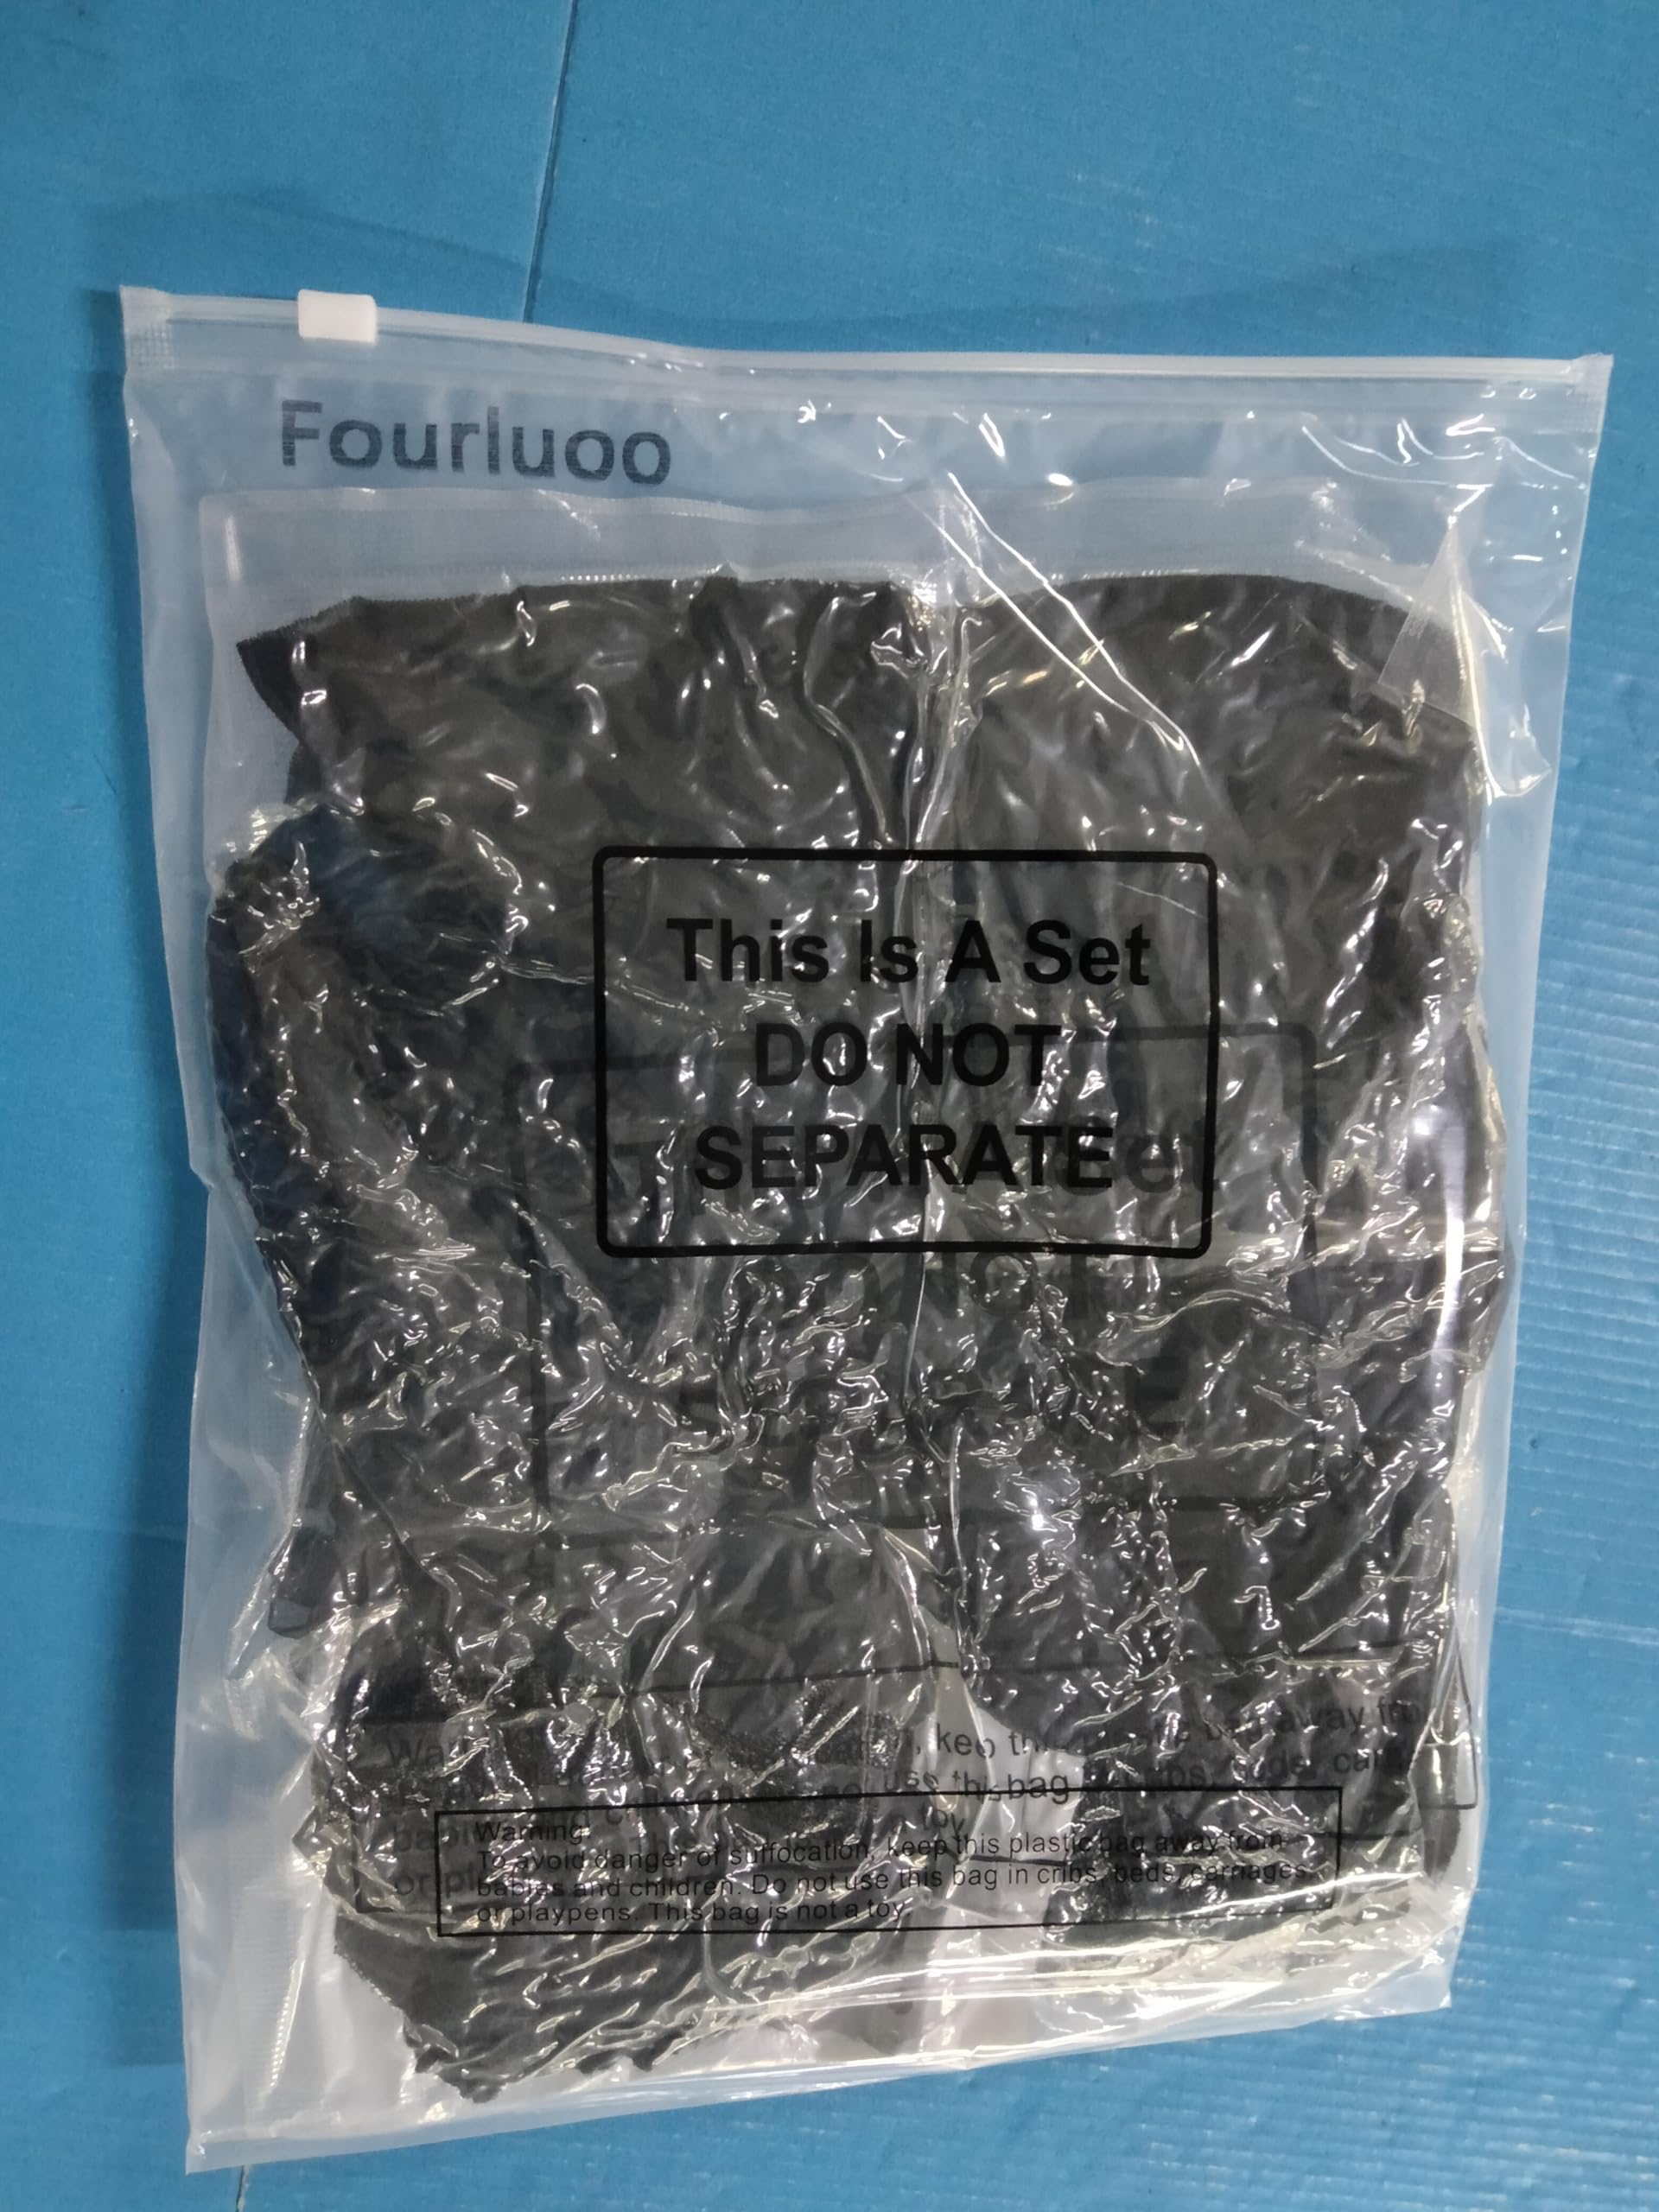 Fourluoo
This Is A Set
DO NOT
SEPARATE
Warning!
To avoid danger of suffocation, keep this plastic bag away from
babies and children. Do not use this bag in cribs, beds, carriages
or playpens. This bag is not a toy.